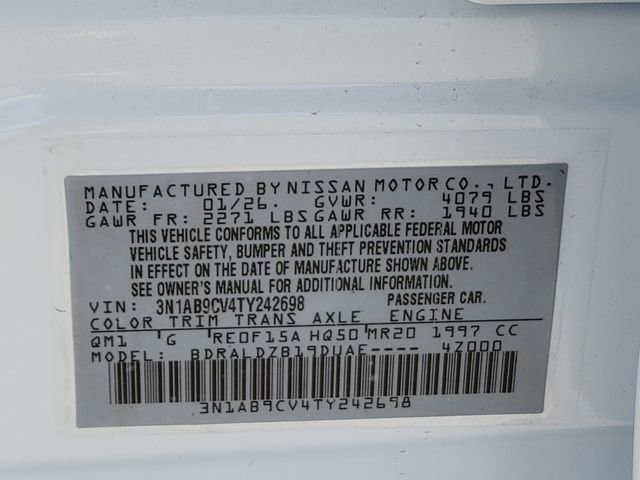 MANUFACTURED BY NISSAN MOTOR CO., LTD.
DATE: 01/26. GVWR: 4079 LBS
GAWR FR: 2271 LBS GAWR RR: 1940 LBS
THIS VEHICLE CONFORMS TO ALL APPLICABLE FEDERAL MOTOR
VEHICLE SAFETY, BUMPER AND THEFT PREVENTION STANDARDS
IN EFFECT ON THE DATE OF MANUFACTURE SHOWN ABOVE.
SEE OWNER'S MANUAL FOR ADDITIONAL INFORMATION.
VIN: 3N1AB9CV4TY242698 PASSENGER CAR.
COLOR TRIM TRANS AXLE ENGINE
QM1 G RE0F15A HQ50 MR20 1997 CC
MODEL: BDRALDZB19DUAE---- 4Z000
3N1AB9CV4TY242698